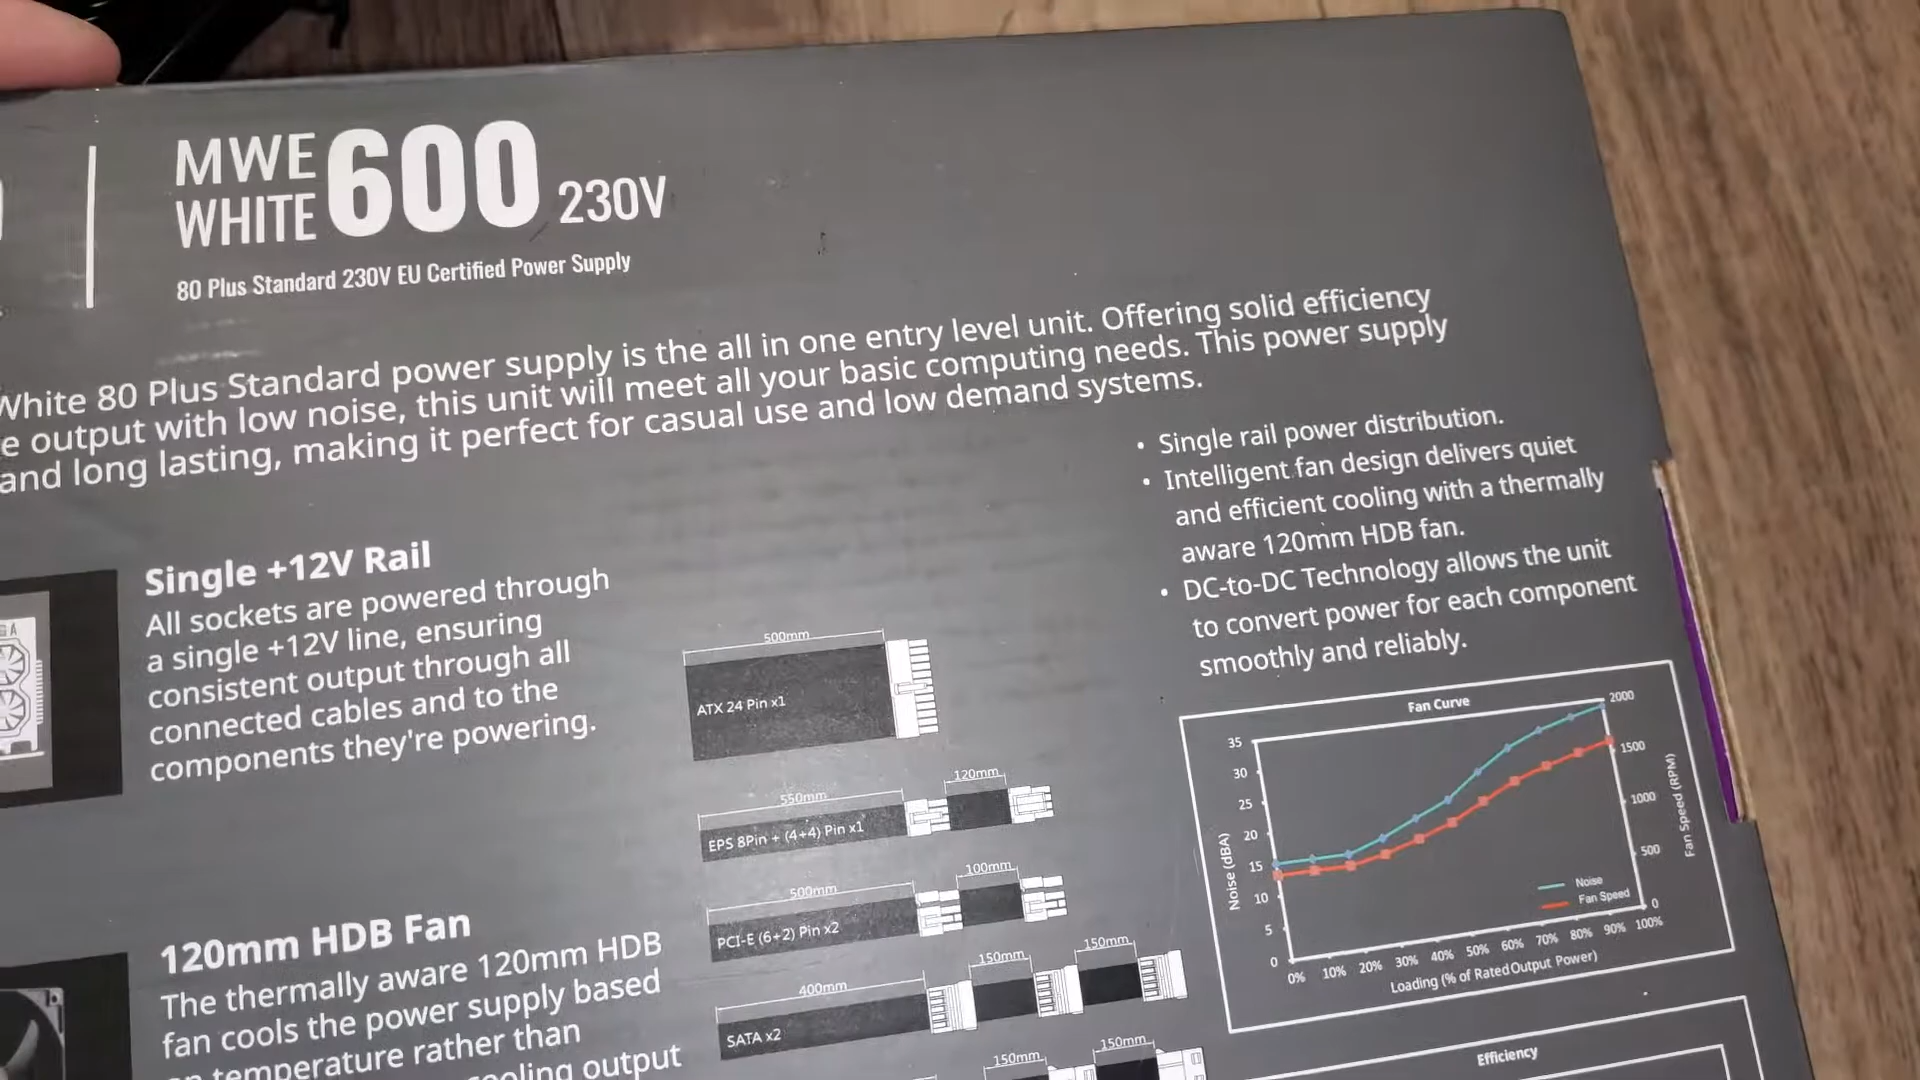 MWE
WHITE 600 230V
80 Plus Standard 230V EU Certified Power Supply
White 80 Plus Standard power supply is the all in one entry level unit. Offering solid efficiency
e output with low noise, this unit will meet all your basic computing needs. This power supply
and long lasting, making it perfect for casual use and low demand systems.
• Single rail power distribution.
• Intelligent fan design delivers quiet
and efficient cooling with a thermally
aware 120mm HDB fan.
• DC-to-DC Technology allows the unit
to convert power for each component
smoothly and reliably.
Single +12V Rail
All sockets are powered through
a single +12V line, ensuring
consistent output through all
connected cables and to the
components they're powering.
120mm HDB Fan
The thermally aware 120mm HDB
fan cools the power supply based
temperature rather than
cooling output
500mm
ATX 24 Pin x1
550mm
120mm
EPS 8Pin + (4+4) Pin x1
500mm
100mm
PCI-E (6+2) Pin x2
400mm
150mm
150mm
SATA x2
150mm
150mm
Fan Curve
35
30
25
20
15
10
5
0
Noise (dBA)
2000
1500
1000
500
0
Fan Speed (RPM)
Noise
Fan Speed
0% 10% 20% 30% 40% 50% 60% 70% 80% 90% 100%
Loading (% of Rated Output Power)
Efficiency